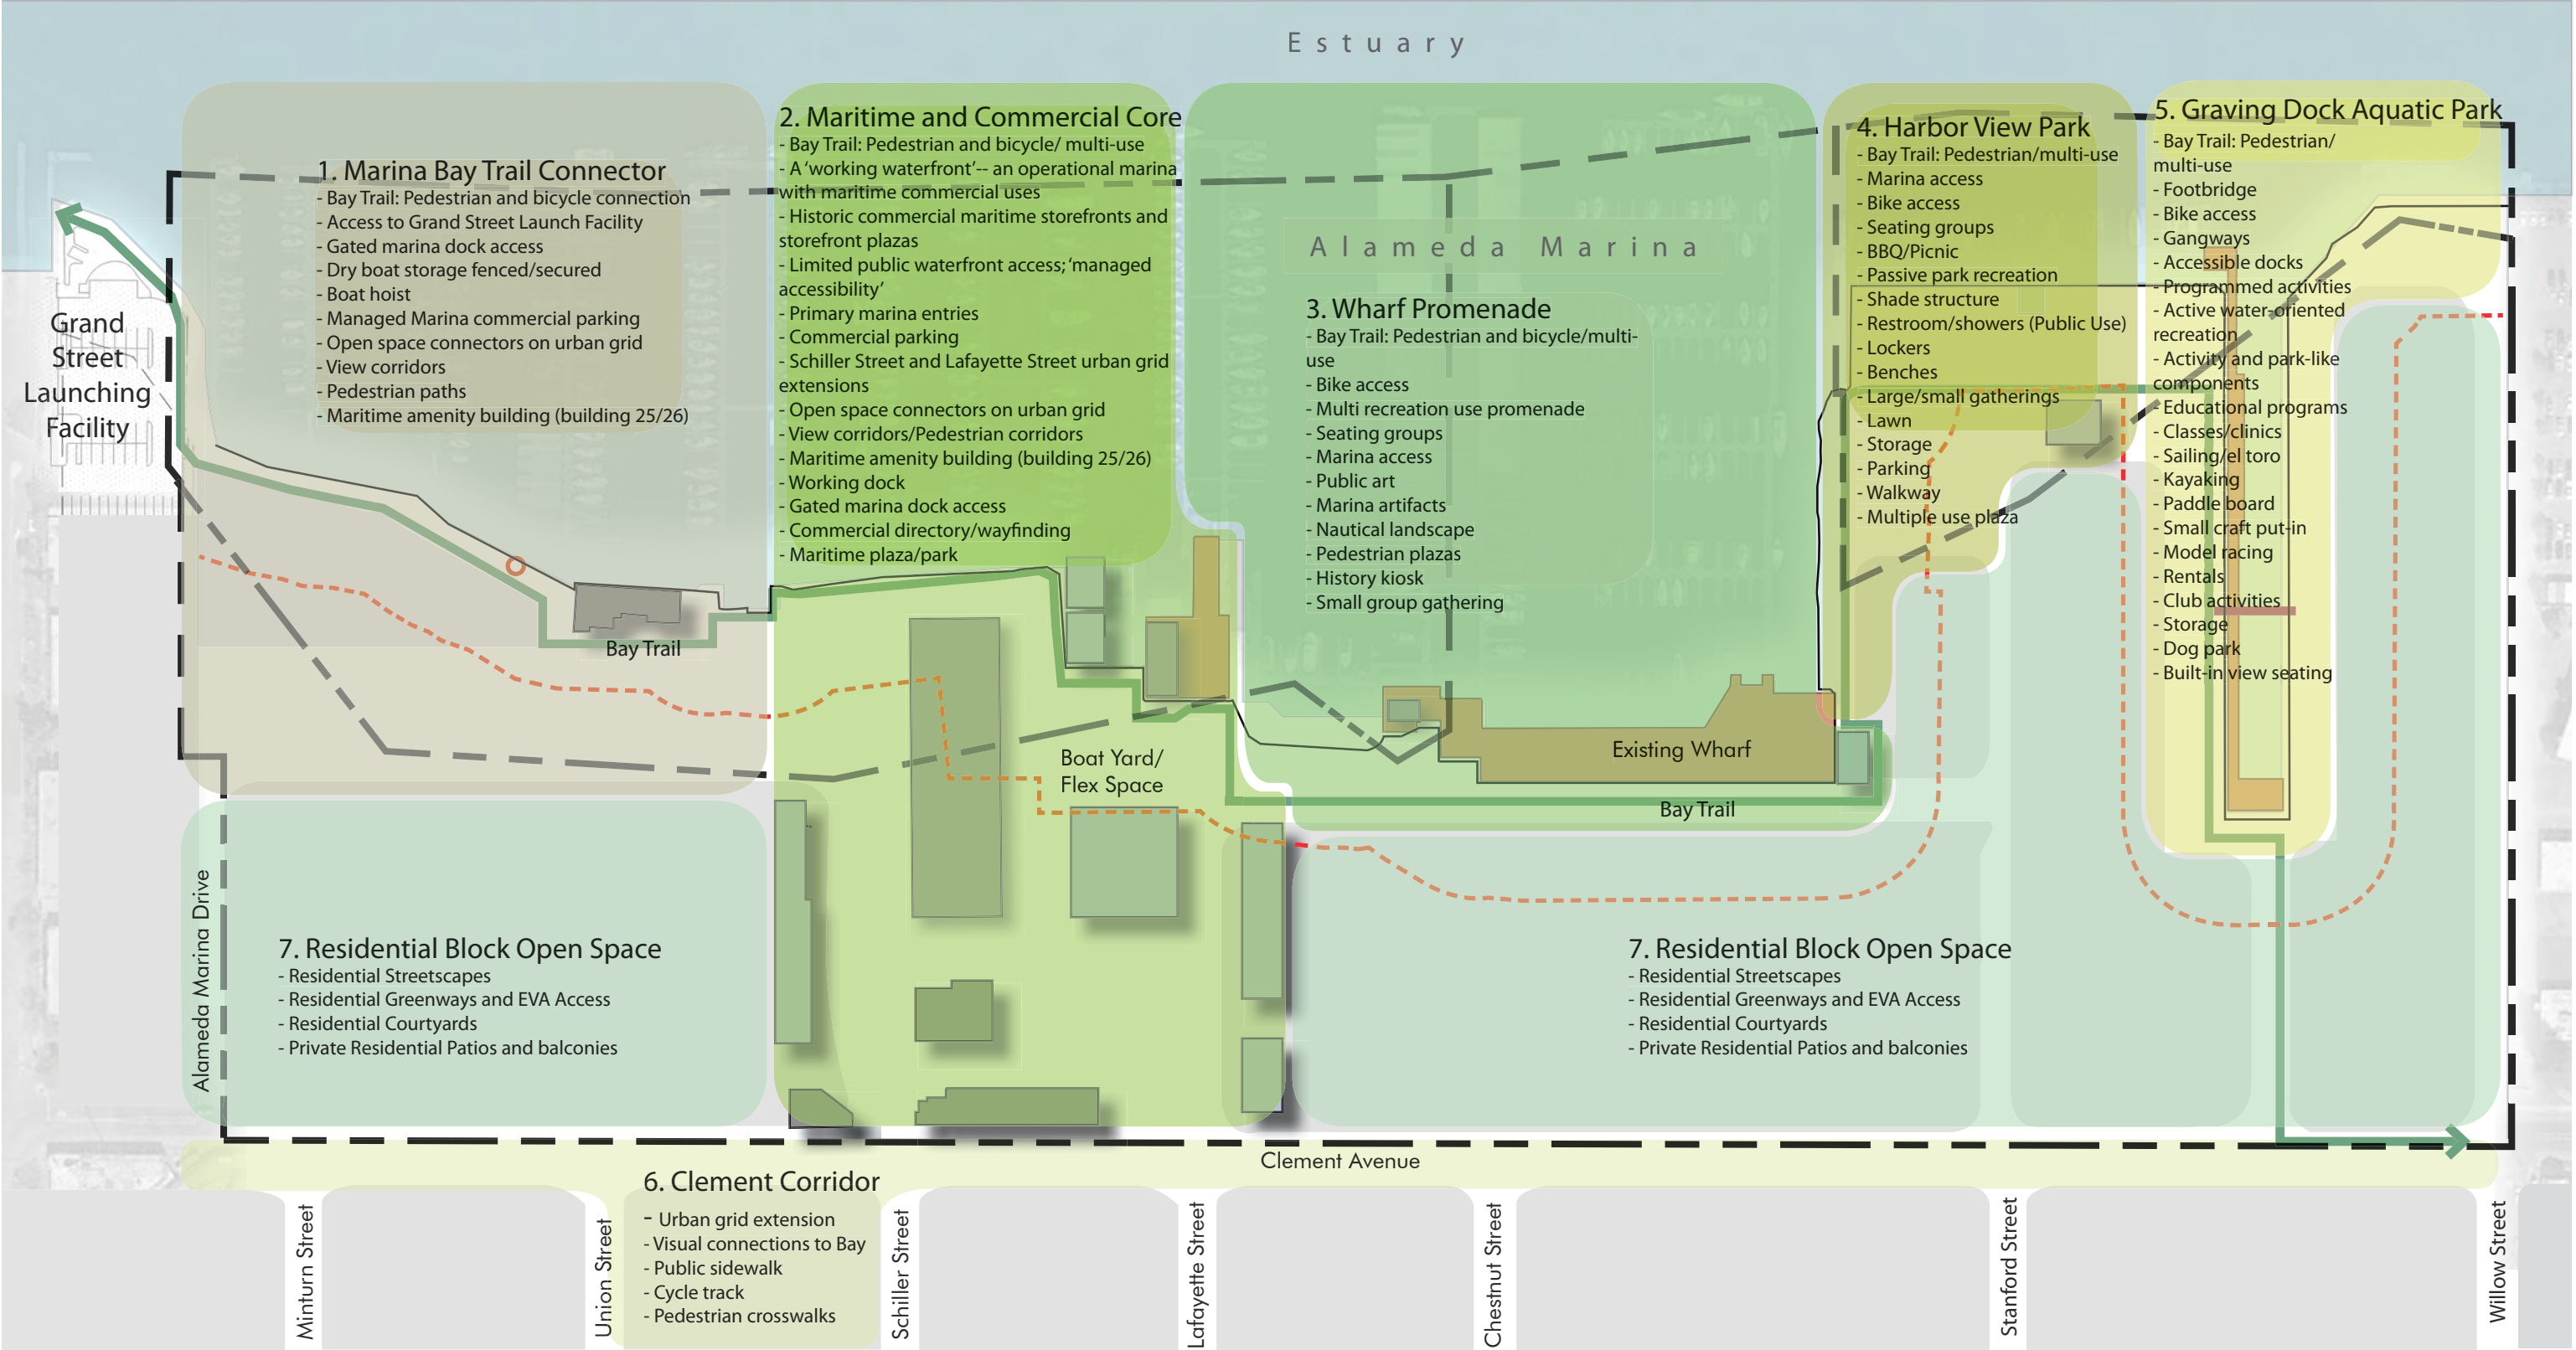 Estuary
1. Marina Bay Trail Connector
- Bay Trail: Pedestrian and bicycle connection
- Access to Grand Street Launch Facility
- Gated marina dock access
- Dry boat storage fenced/secured
- Boat hoist
- Managed Marina commercial parking
- Open space connectors on urban grid
- View corridors
- Pedestrian paths
- Maritime amenity building (building 25/26)
2. Maritime and Commercial Core
- Bay Trail: Pedestrian and bicycle/ multi-use
- A ‘working waterfront’-- an operational marina
with maritime commercial uses
- Historic commercial maritime storefronts and
storefront plazas
- Limited public waterfront access; ‘managed
accessibility’
- Primary marina entries
- Commercial parking
- Schiller Street and Lafayette Street urban grid
extensions
- Open space connectors on urban grid
- View corridors/Pedestrian corridors
- Maritime amenity building (building 25/26)
- Working dock
- Gated marina dock access
- Commercial directory/wayfinding
- Maritime plaza/park
Alameda Marina
3. Wharf Promenade
- Bay Trail: Pedestrian and bicycle/multi-
use
- Bike access
- Multi recreation use promenade
- Seating groups
- Marina access
- Public art
- Marina artifacts
- Nautical landscape
- Pedestrian plazas
- History kiosk
- Small group gathering
4. Harbor View Park
- Bay Trail: Pedestrian/multi-use
- Marina access
- Bike access
- Seating groups
- BBQ/Picnic
- Passive park recreation
- Shade structure
- Restroom/showers (Public Use)
- Lockers
- Benches
- Large/small gatherings
- Lawn
- Storage
- Parking
- Walkway
- Multiple use plaza
5. Graving Dock Aquatic Park
- Bay Trail: Pedestrian/
multi-use
- Footbridge
- Bike access
- Gangways
- Accessible docks
- Programmed activities
- Active water-oriented
recreation
- Activity and park-like
components
- Educational programs
- Classes/clinics
- Sailing/el toro
- Kayaking
- Paddle board
- Small craft put-in
- Model racing
- Rentals
- Club activities
- Storage
- Dog park
- Built-in view seating
Grand
Street
Launching
Facility
Bay Trail
Boat Yard/
Flex Space
Existing Wharf
Bay Trail
Alameda Marina Drive
7. Residential Block Open Space
- Residential Streetscapes
- Residential Greenways and EVA Access
- Residential Courtyards
- Private Residential Patios and balconies
7. Residential Block Open Space
- Residential Streetscapes
- Residential Greenways and EVA Access
- Residential Courtyards
- Private Residential Patios and balconies
Clement Avenue
6. Clement Corridor
- Urban grid extension
- Visual connections to Bay
- Public sidewalk
- Cycle track
- Pedestrian crosswalks
Minturn Street
Union Street
Schiller Street
Lafayette Street
Chestnut Street
Stanford Street
Willow Street